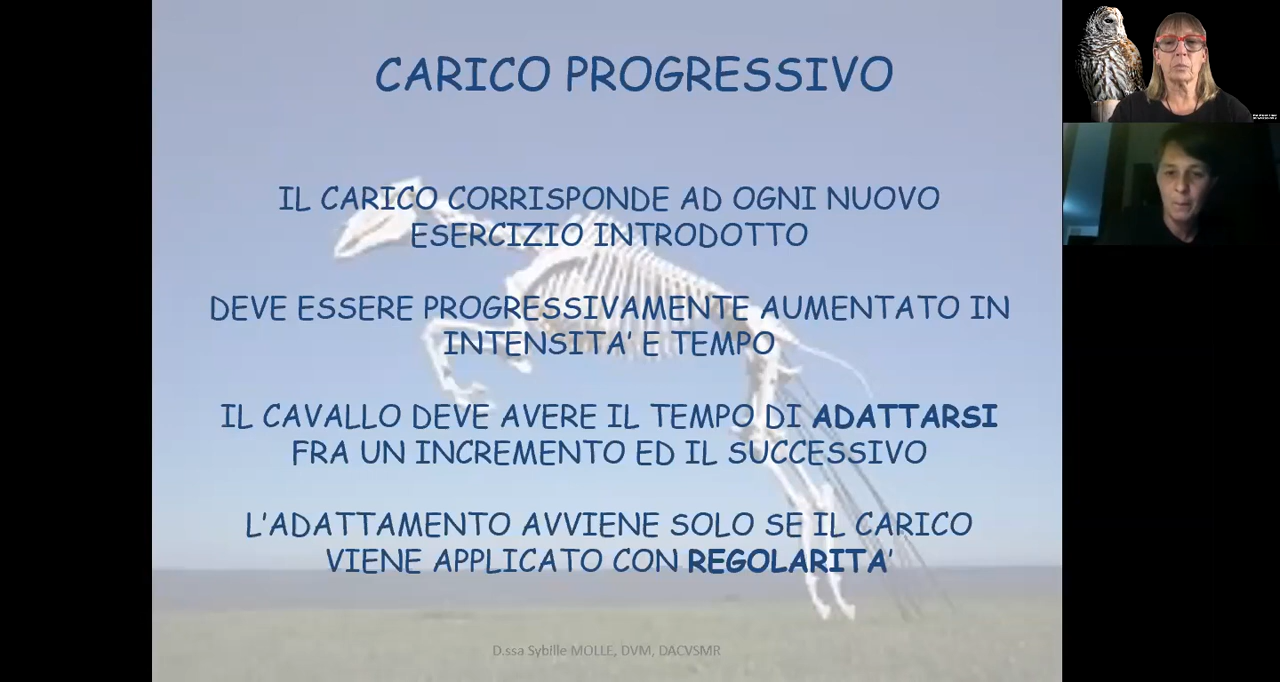 CARICO PROGRESSIVO
IL CARICO CORRISPONDE AD OGNI NUOVO
ESERCIZIO INTRODOTTO
DEVE ESSERE PROGRESSIVAMENTE AUMENTATO IN
INTENSITA' E TEMPO
IL CAVALLO DEVE AVERE IL TEMPO DI ADATTARSI
FRA UN INCREMENTO ED IL SUCCESSIVO
L'ADATTAMENTO AVVIENE SOLO SE IL CARICO
VIENE APPLICATO CON REGOLARITA'
D.ssa Sybille MOLLE, DVM, DACVSMR